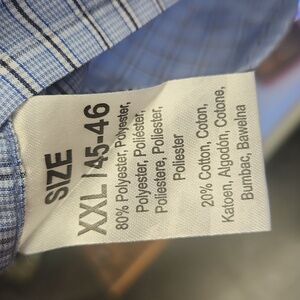 SIZE
XXL / 45-46
80% Polyester, Polyester,
Polyester, Poliéster,
Poliestere, Poliester,
Poliester
20% Cotton, Coton,
Katoen, Algodón, Cotone,
Bumbac, Bawełna